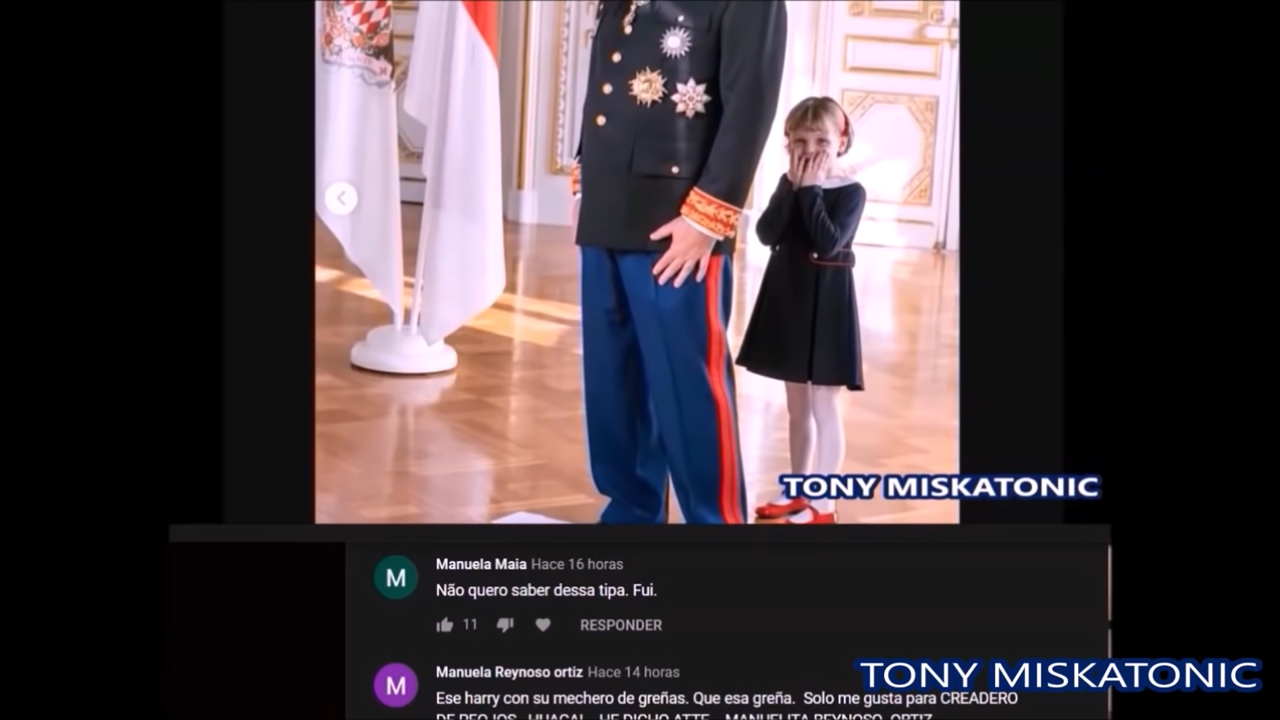 TONY MISKATONIC
Manuela Maia Hace 16 horas
Não quero saber dessa tipa. Fui.
11 RESPONDER
Manuela Reynoso ortiz Hace 14 horas
TONY MISKATONIC
Ese harry con su mechero de greñas. Que esa greña. Solo me gusta para CREADERO